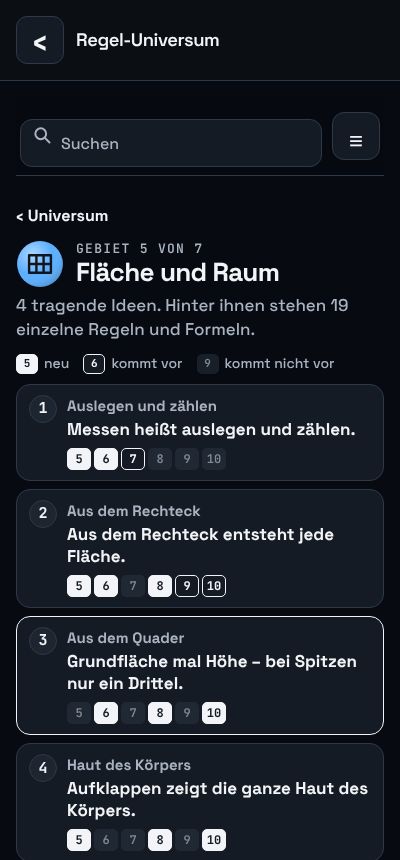 < Regel-Universum
Suchen
< Universum
GEBIET 5 VON 7
Fläche und Raum
4 tragende Ideen. Hinter ihnen stehen 19
einzelne Regeln und Formeln.
5 neu 6 kommt vor 9 kommt nicht vor
1 Auslegen und zählen
Messen heißt auslegen und zählen.
5 6 7 8 9 10
2 Aus dem Rechteck
Aus dem Rechteck entsteht jede
Fläche.
5 6 7 8 9 10
3 Aus dem Quader
Grundfläche mal Höhe – bei Spitzen
nur ein Drittel.
5 6 7 8 9 10
4 Haut des Körpers
Aufklappen zeigt die ganze Haut des
Körpers.
5 6 7 8 9 10